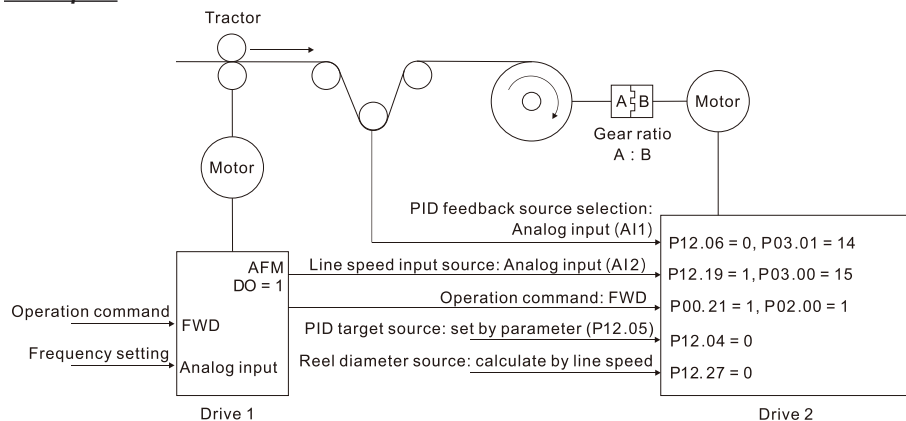 Tractor
Motor
A
B
Motor
Gear ratio
A : B
PID feedback source selection:
Analog input (AI1)
P12.06 = 0, P03.01 = 14
AFM
DO = 1
Line speed input source: Analog input (AI2)
P12.19 = 1, P03.00 = 15
Operation command: FWD
P00.21 = 1, P02.00 = 1
Operation command
FWD
PID target source: set by parameter (P12.05)
P12.04 = 0
Frequency setting
Analog input
Reel diameter source: calculate by line speed
P12.27 = 0
Drive 1
Drive 2